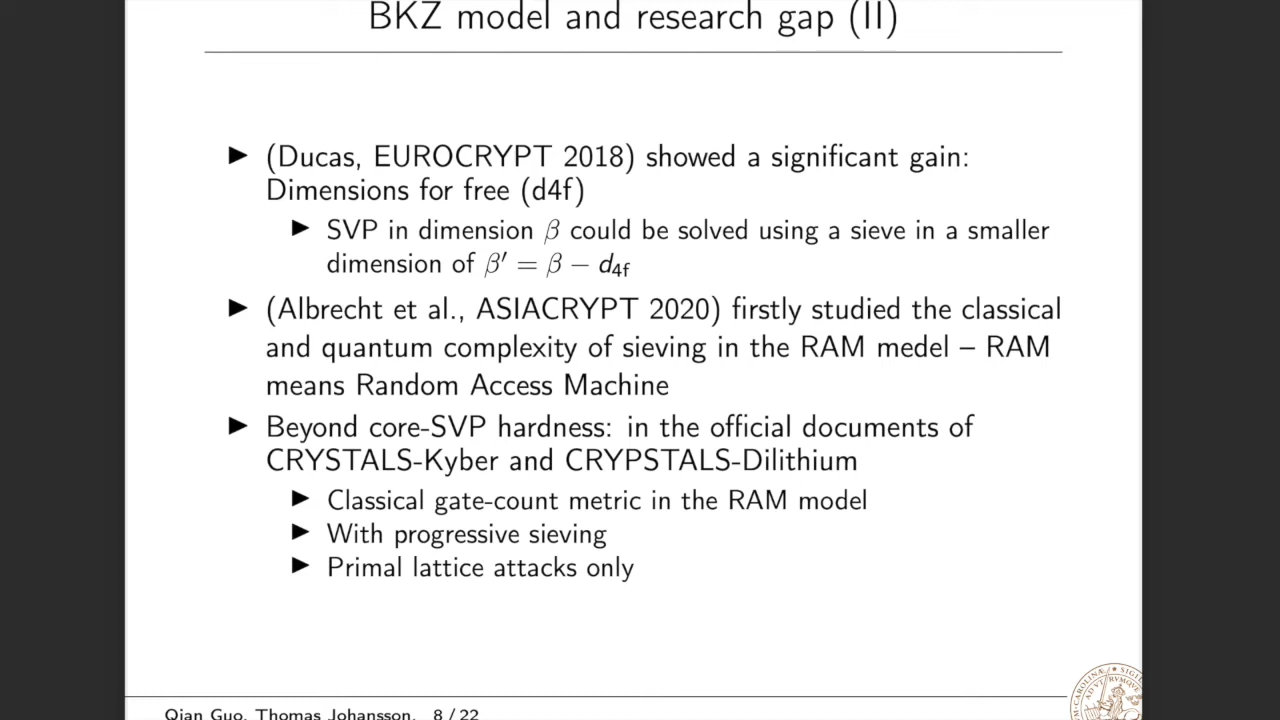 BKZ model and research gap (II)
▶ (Ducas, EUROCRYPT 2018) showed a significant gain:
Dimensions for free (d4f)
▶ SVP in dimension β could be solved using a sieve in a smaller
dimension of β′ = β − d4f
▶ (Albrecht et al., ASIACRYPT 2020) firstly studied the classical
and quantum complexity of sieving in the RAM medel – RAM
means Random Access Machine
▶ Beyond core-SVP hardness: in the official documents of
CRYSTALS-Kyber and CRYPSTALS-Dilithium
▶ Classical gate-count metric in the RAM model
▶ With progressive sieving
▶ Primal lattice attacks only
Qian Guo, Thomas Johansson, 8 / 22